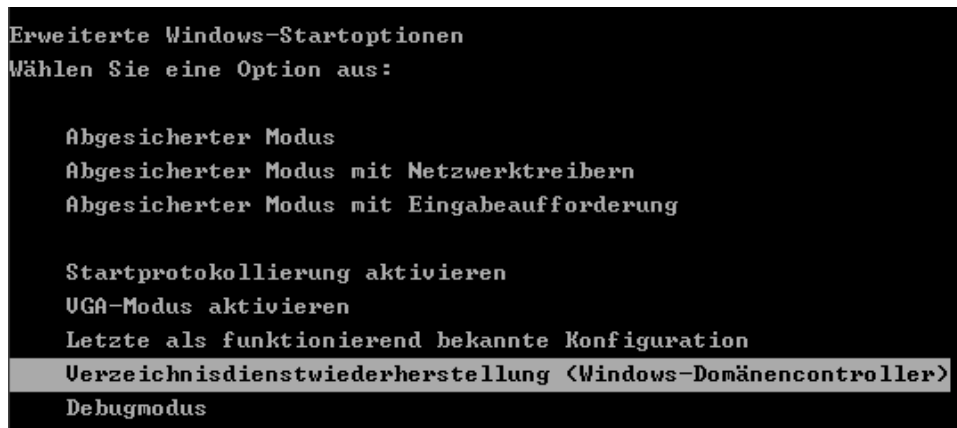 Erweiterte Windows-Startoptionen
Wählen Sie eine Option aus:
Abgesicherter Modus
Abgesicherter Modus mit Netzwerktreibern
Abgesicherter Modus mit Eingabeaufforderung
Startprotokollierung aktivieren
VGA-Modus aktivieren
Letzte als funktionierend bekannte Konfiguration
Verzeichnisdienstwiederherstellung (Windows-Domänencontroller)
Debugmodus